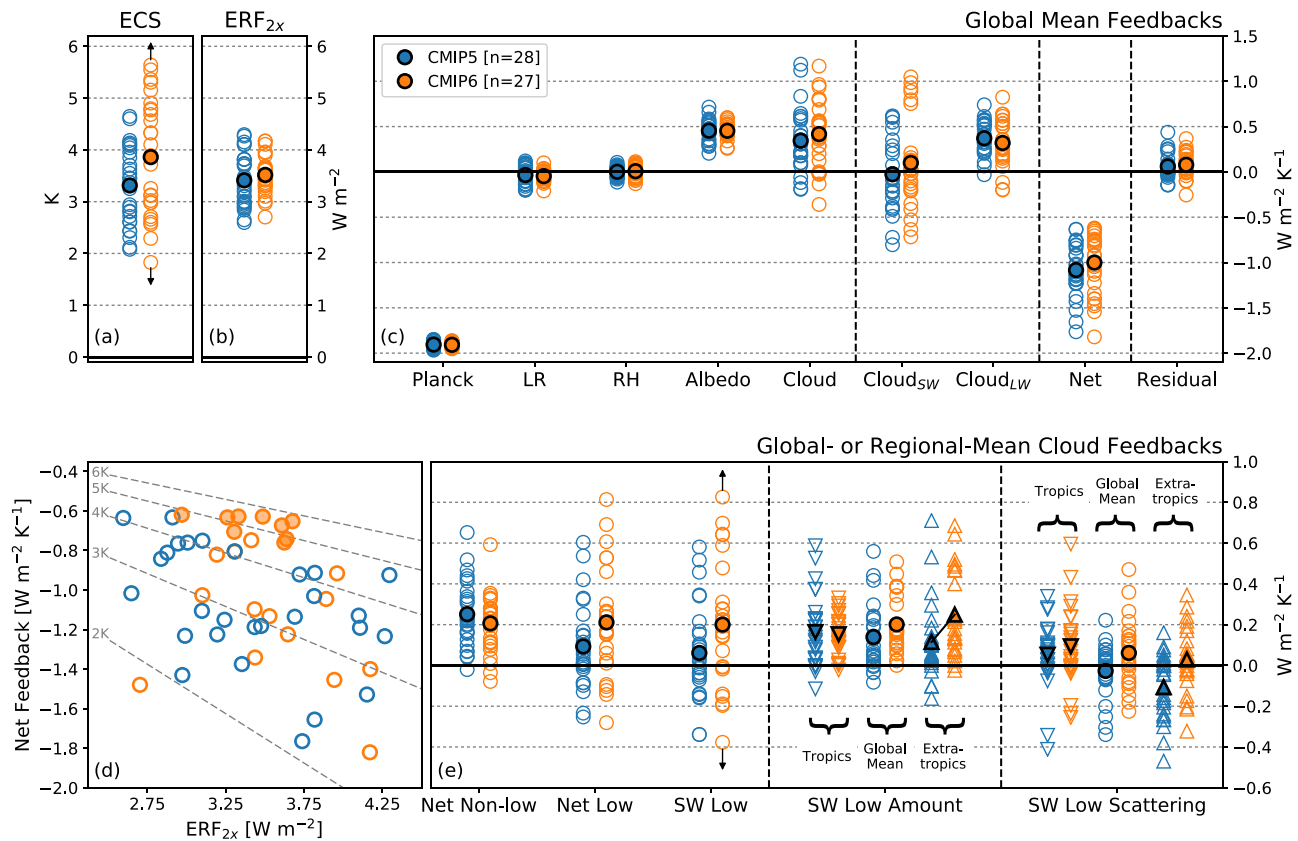 ECS
ERF2x
Global Mean Feedbacks
6
5
4
3
2
1
0
K
(a)
6
5
4
3
2
1
0
W m−2
(b)
CMIP5 [n=28]
CMIP6 [n=27]
1.5
1.0
0.5
0.0
−0.5
−1.0
−1.5
−2.0
W m−2 K−1
(c)
Planck
LR
RH
Albedo
Cloud
CloudSW
CloudLW
Net
Residual
−0.4
−0.6
−0.8
−1.0
−1.2
−1.4
−1.6
−1.8
−2.0
Net Feedback [W m−2 K−1]
6K
5K
4K
3K
2K
(d)
2.75
3.25
3.75
4.25
ERF2x [W m−2]
Global- or Regional-Mean Cloud Feedbacks
Tropics
Global
Mean
Extra-
tropics
Tropics
Global
Mean
Extra-
tropics
1.0
0.8
0.6
0.4
0.2
0.0
−0.2
−0.4
−0.6
W m−2 K−1
(e)
Net Non-low
Net Low
SW Low
SW Low Amount
SW Low Scattering